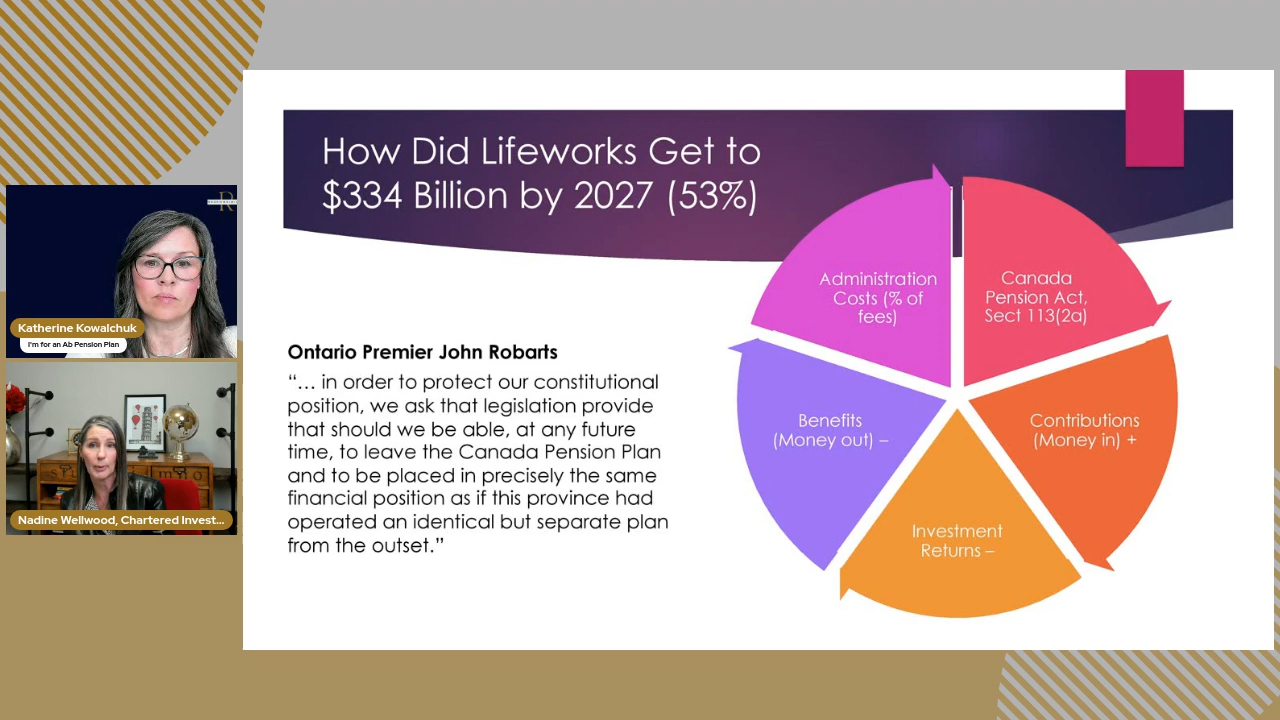 How Did Lifeworks Get to
$334 Billion by 2027 (53%)
R
Katherine Kowalchuk
I'm for an Ab Pension Plan
Nadine Wellwood, Chartered Invest...
Ontario Premier John Robarts
“... in order to protect our constitutional
position, we ask that legislation provide
that should we be able, at any future
time, to leave the Canada Pension Plan
and to be placed in precisely the same
financial position as if this province had
operated an identical but separate plan
from the outset.”
Administration
Costs (% of
fees)
Canada
Pension Act,
Sect 113(2a)
Benefits
(Money out) –
Contributions
(Money in) +
Investment
Returns –